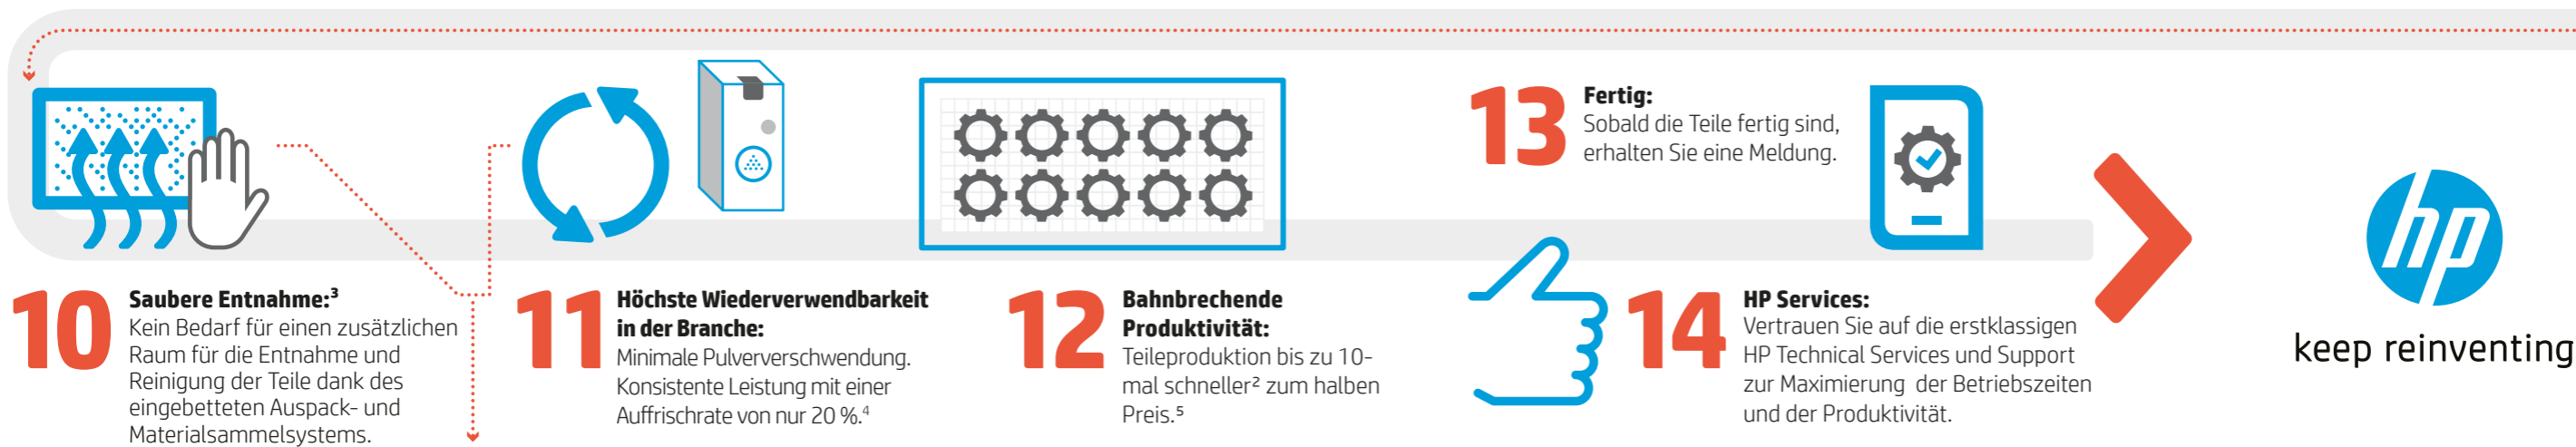 10
Saubere Entnahme:³
Kein Bedarf für einen zusätzlichen
Raum für die Entnahme und
Reinigung der Teile dank des
eingebetteten Auspack- und
Materialsammelsystems.
11
Höchste Wiederverwendbarkeit
in der Branche:
Minimale Pulververschwendung.
Konsistente Leistung mit einer
Auffrischrate von nur 20 %.⁴
12
Bahnbrechende
Produktivität:
Teileproduktion bis zu 10-
mal schneller² zum halben
Preis.⁵
13
Fertig:
Sobald die Teile fertig sind,
erhalten Sie eine Meldung.
14
HP Services:
Vertrauen Sie auf die erstklassigen
HP Technical Services und Support
zur Maximierung der Betriebszeiten
und der Produktivität.
hp
keep reinventing